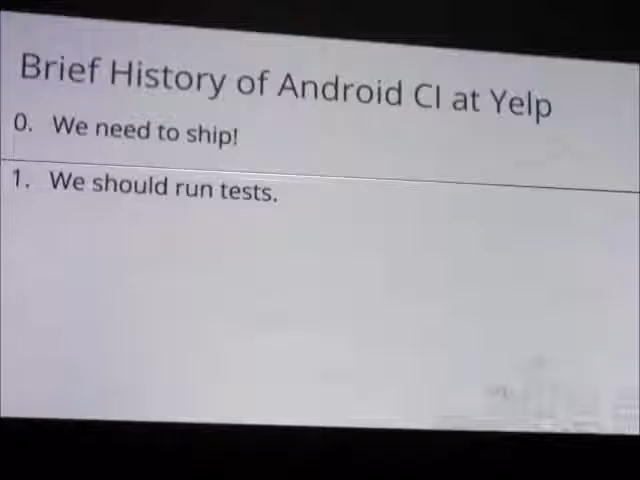 Brief History of Android CI at Yelp
0. We need to ship!
1. We should run tests.